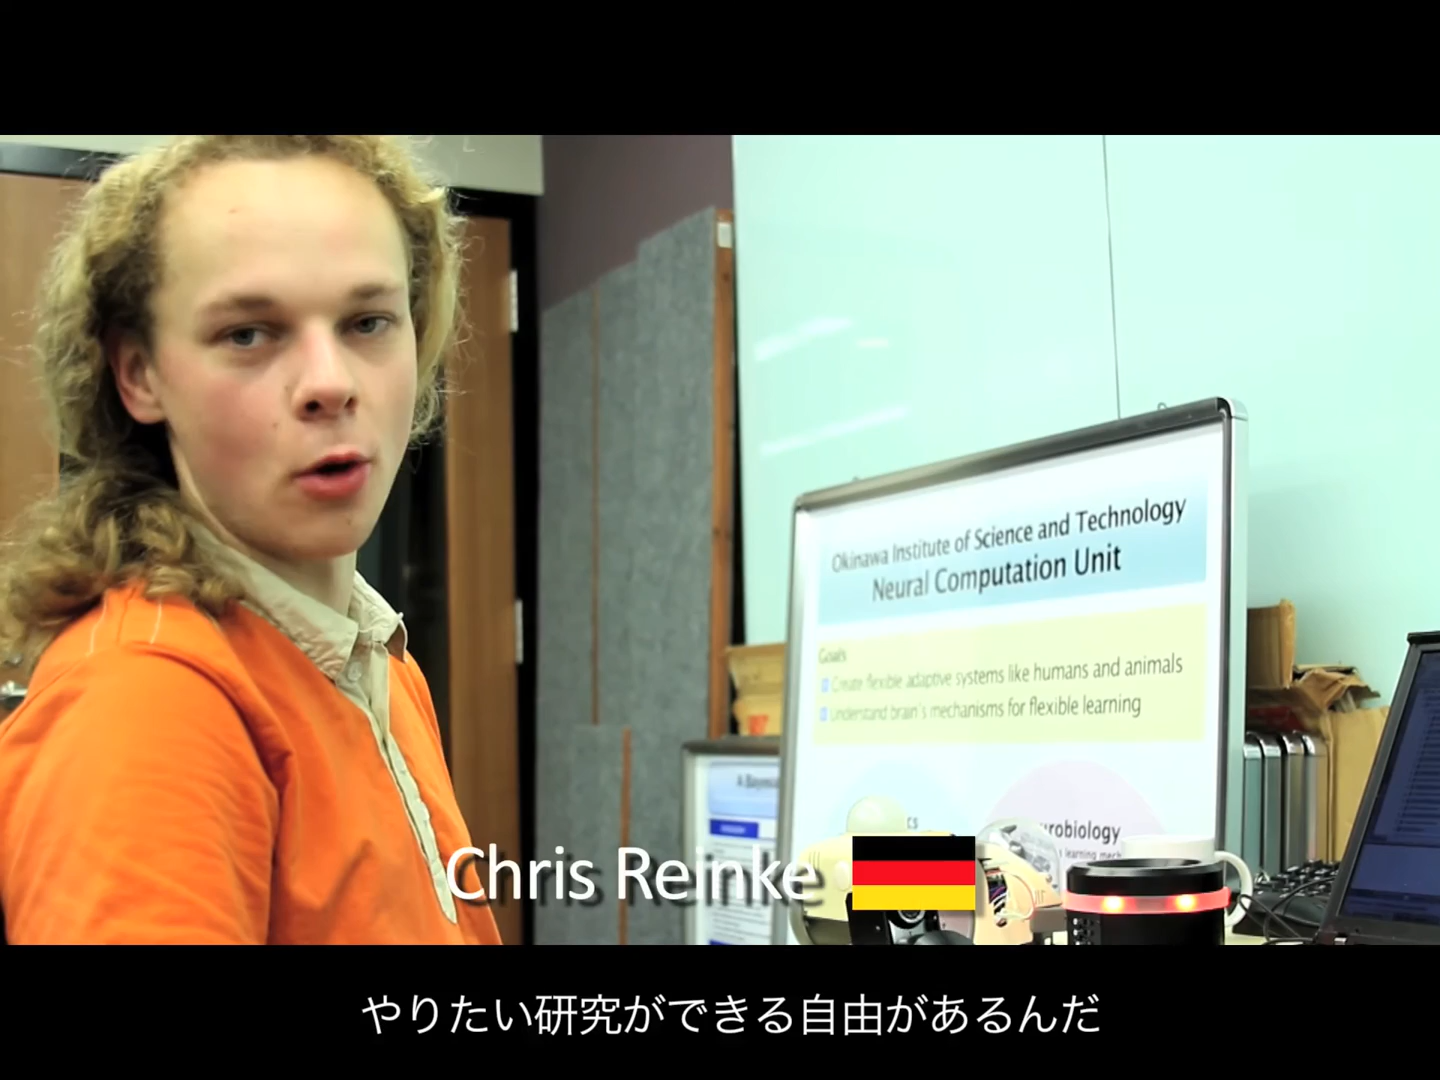 Okinawa Institute of Science and Technology
Neural Computation Unit
Goals
Create flexible adaptive systems like humans and animals
Understand brain's mechanisms for flexible learning
Chris Reinke
やりたい研究ができる自由があるんだ